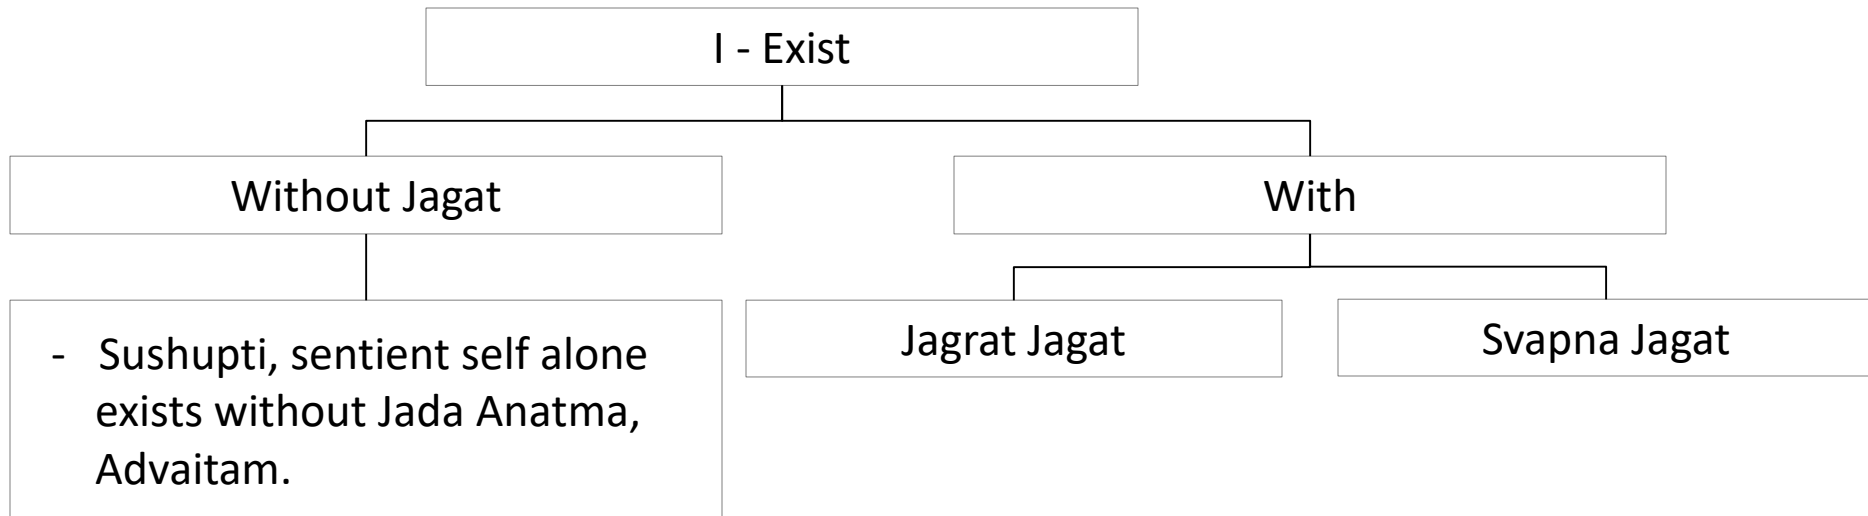 I - Exist
Without Jagat
With
- Sushupti, sentient self alone
exists without Jada Anatma,
Advaitam.
Jagrat Jagat
Svapna Jagat